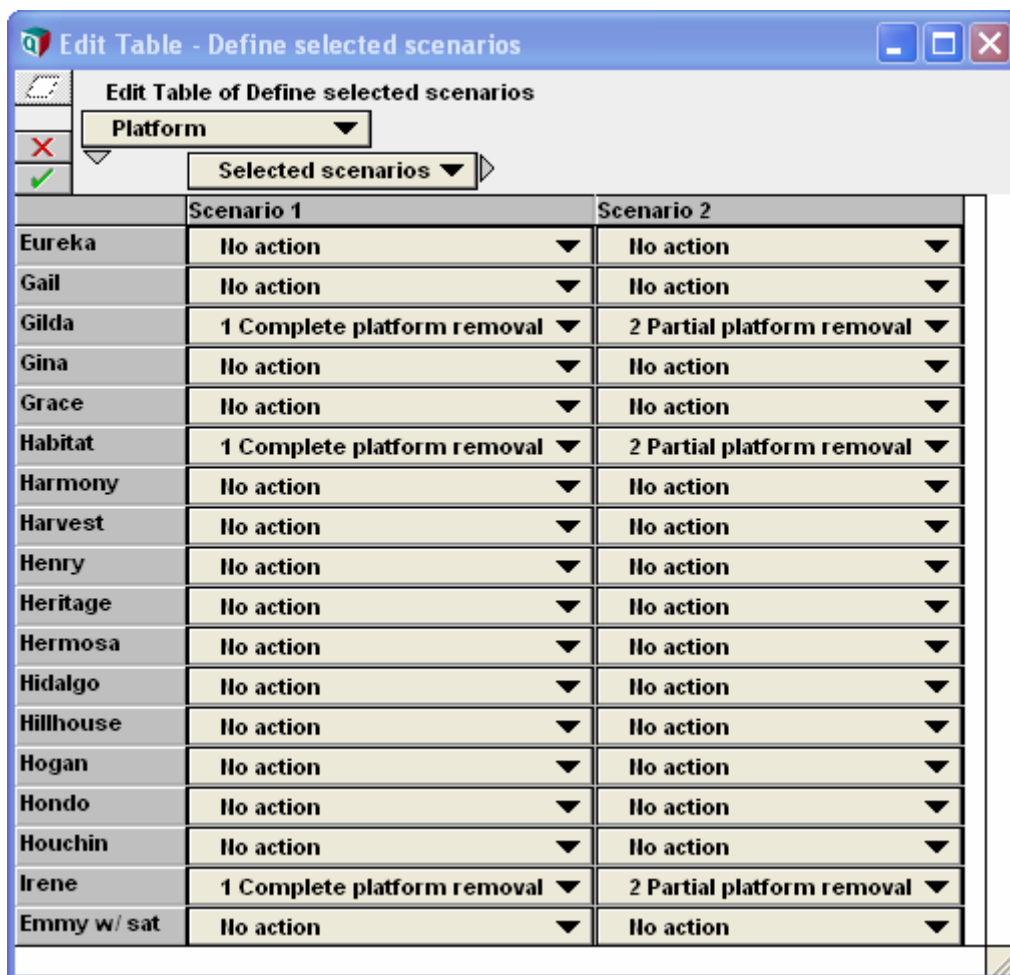 Edit Table - Define selected scenarios
Edit Table of Define selected scenarios
Platform
Selected scenarios
Scenario 1 Scenario 2
Eureka No action No action
Gail No action No action
Gilda 1 Complete platform removal 2 Partial platform removal
Gina No action No action
Grace No action No action
Habitat 1 Complete platform removal 2 Partial platform removal
Harmony No action No action
Harvest No action No action
Henry No action No action
Heritage No action No action
Hermosa No action No action
Hidalgo No action No action
Hillhouse No action No action
Hogan No action No action
Hondo No action No action
Houchin No action No action
Irene 1 Complete platform removal 2 Partial platform removal
Emmy w/ sat No action No action